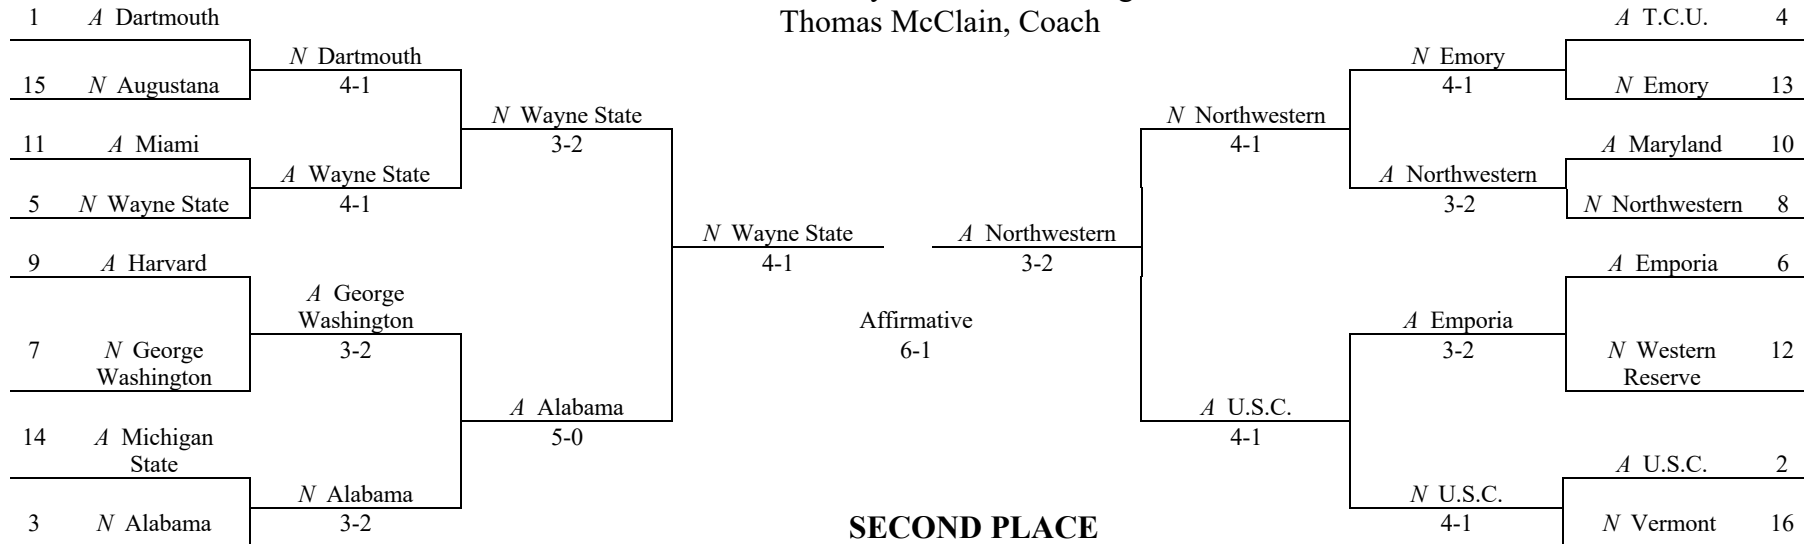 Thomas McClain, Coach
1 A Dartmouth
N Dartmouth
4-1
15 N Augustana
N Wayne State
3-2
11 A Miami
A Wayne State
4-1
5 N Wayne State
N Wayne State
4-1
9 A Harvard
A George
Washington
3-2
7 N George
Washington
A Alabama
5-0
14 A Michigan
State
N Alabama
3-2
3 N Alabama
A Northwestern
3-2
Affirmative
6-1
SECOND PLACE
A T.C.U. 4
N Emory
4-1
N Emory 13
N Northwestern
4-1
A Maryland 10
A Northwestern
3-2
N Northwestern 8
A Emporia 6
A Emporia
3-2
N Western 12
Reserve
A U.S.C.
4-1
A U.S.C. 2
N U.S.C.
4-1
N Vermont 16